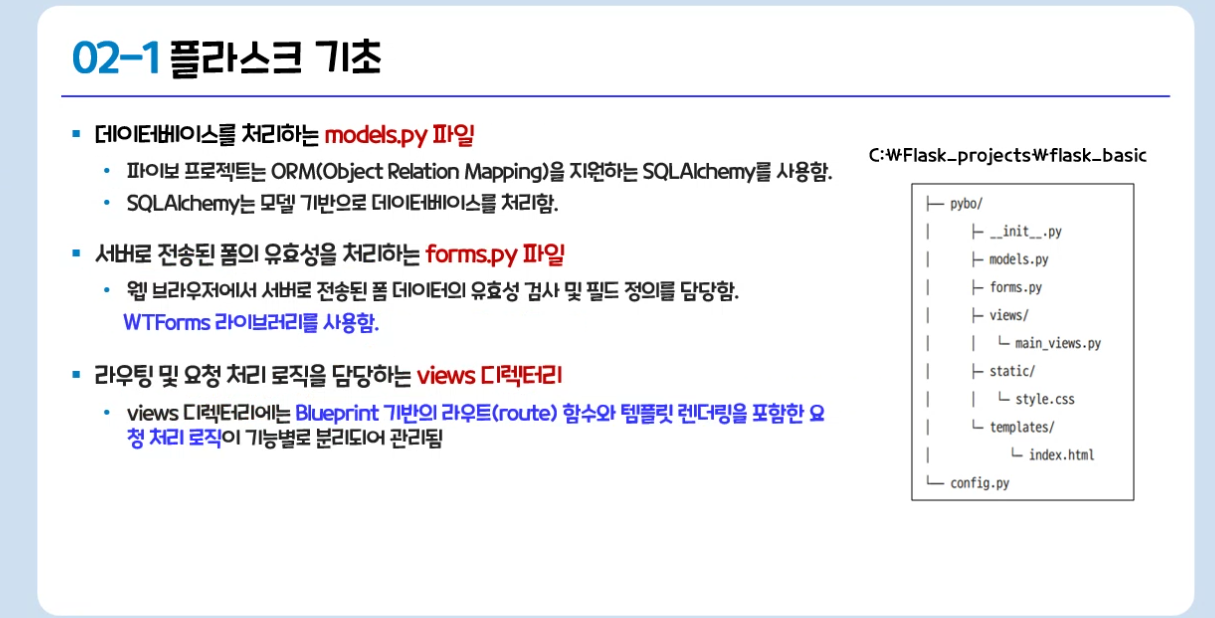 02-1 플라스크 기초
▪ 데이터베이스를 처리하는 models.py 파일
• 파이보 프로젝트는 ORM(Object Relation Mapping)을 지원하는 SQLAlchemy를 사용함.
• SQLAlchemy는 모델 기반으로 데이터베이스를 처리함.
▪ 서버로 전송된 폼의 유효성을 처리하는 forms.py 파일
• 웹 브라우저에서 서버로 전송된 폼 데이터의 유효성 검사 및 필드 정의를 담당함.
WTForms 라이브러리를 사용함.
▪ 라우팅 및 요청 처리 로직을 담당하는 views 디렉터리
• views 디렉터리에는 Blueprint 기반의 라우트(route) 함수와 템플릿 렌더링을 포함한 요
청 처리 로직이 기능별로 분리되어 관리됨
C:₩Flask_projects₩flask_basic
├── pybo/
│ ├─ __init__.py
│ ├─ models.py
│ ├─ forms.py
│ ├─ views/
│ │ └─ main_views.py
│ ├─ static/
│ │ └─ style.css
│ └─ templates/
│ └─ index.html
└── config.py